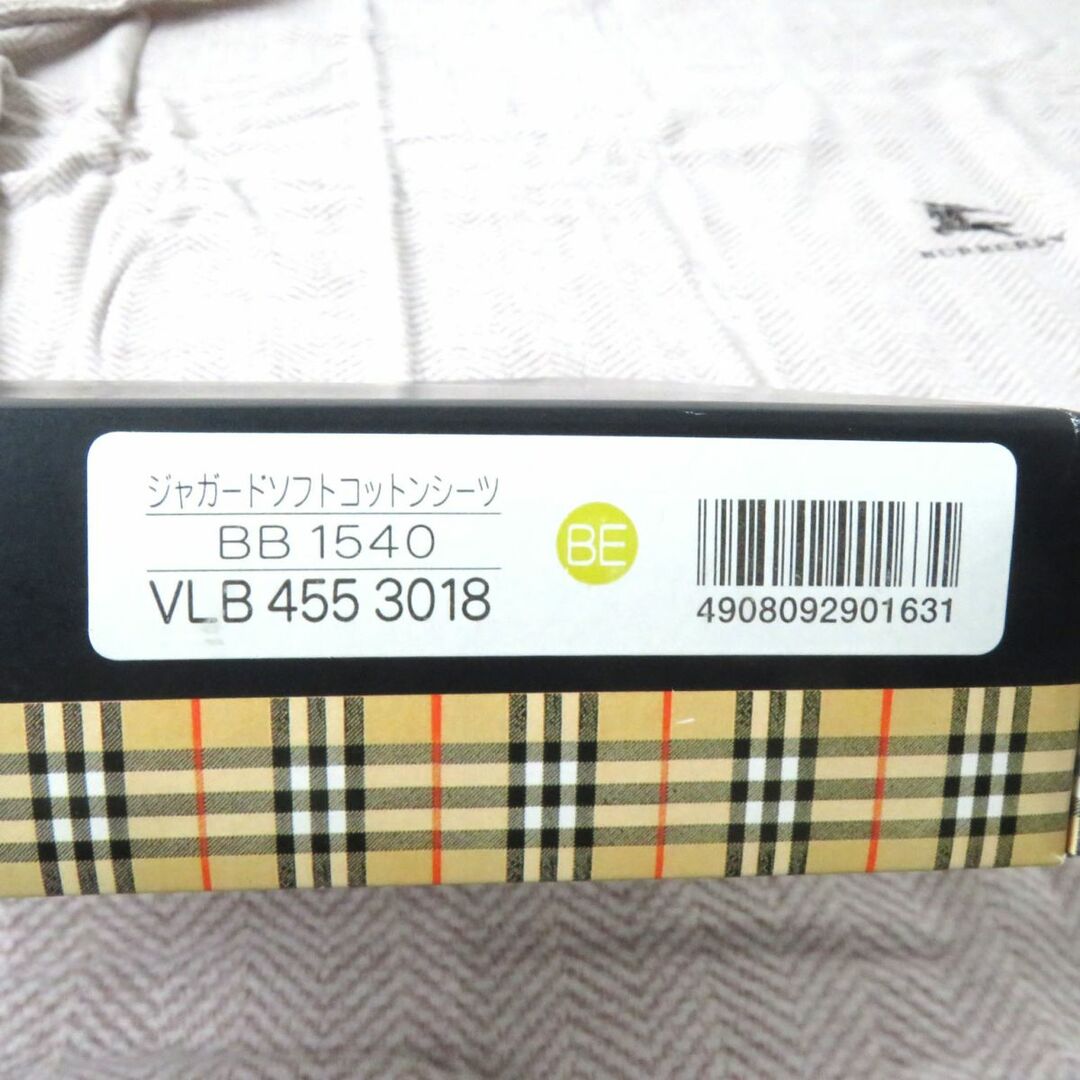 BURBERRY
ジャガードソフトコットンシーツ
BB 1540
VLB 455 3018
BE
4908092901631